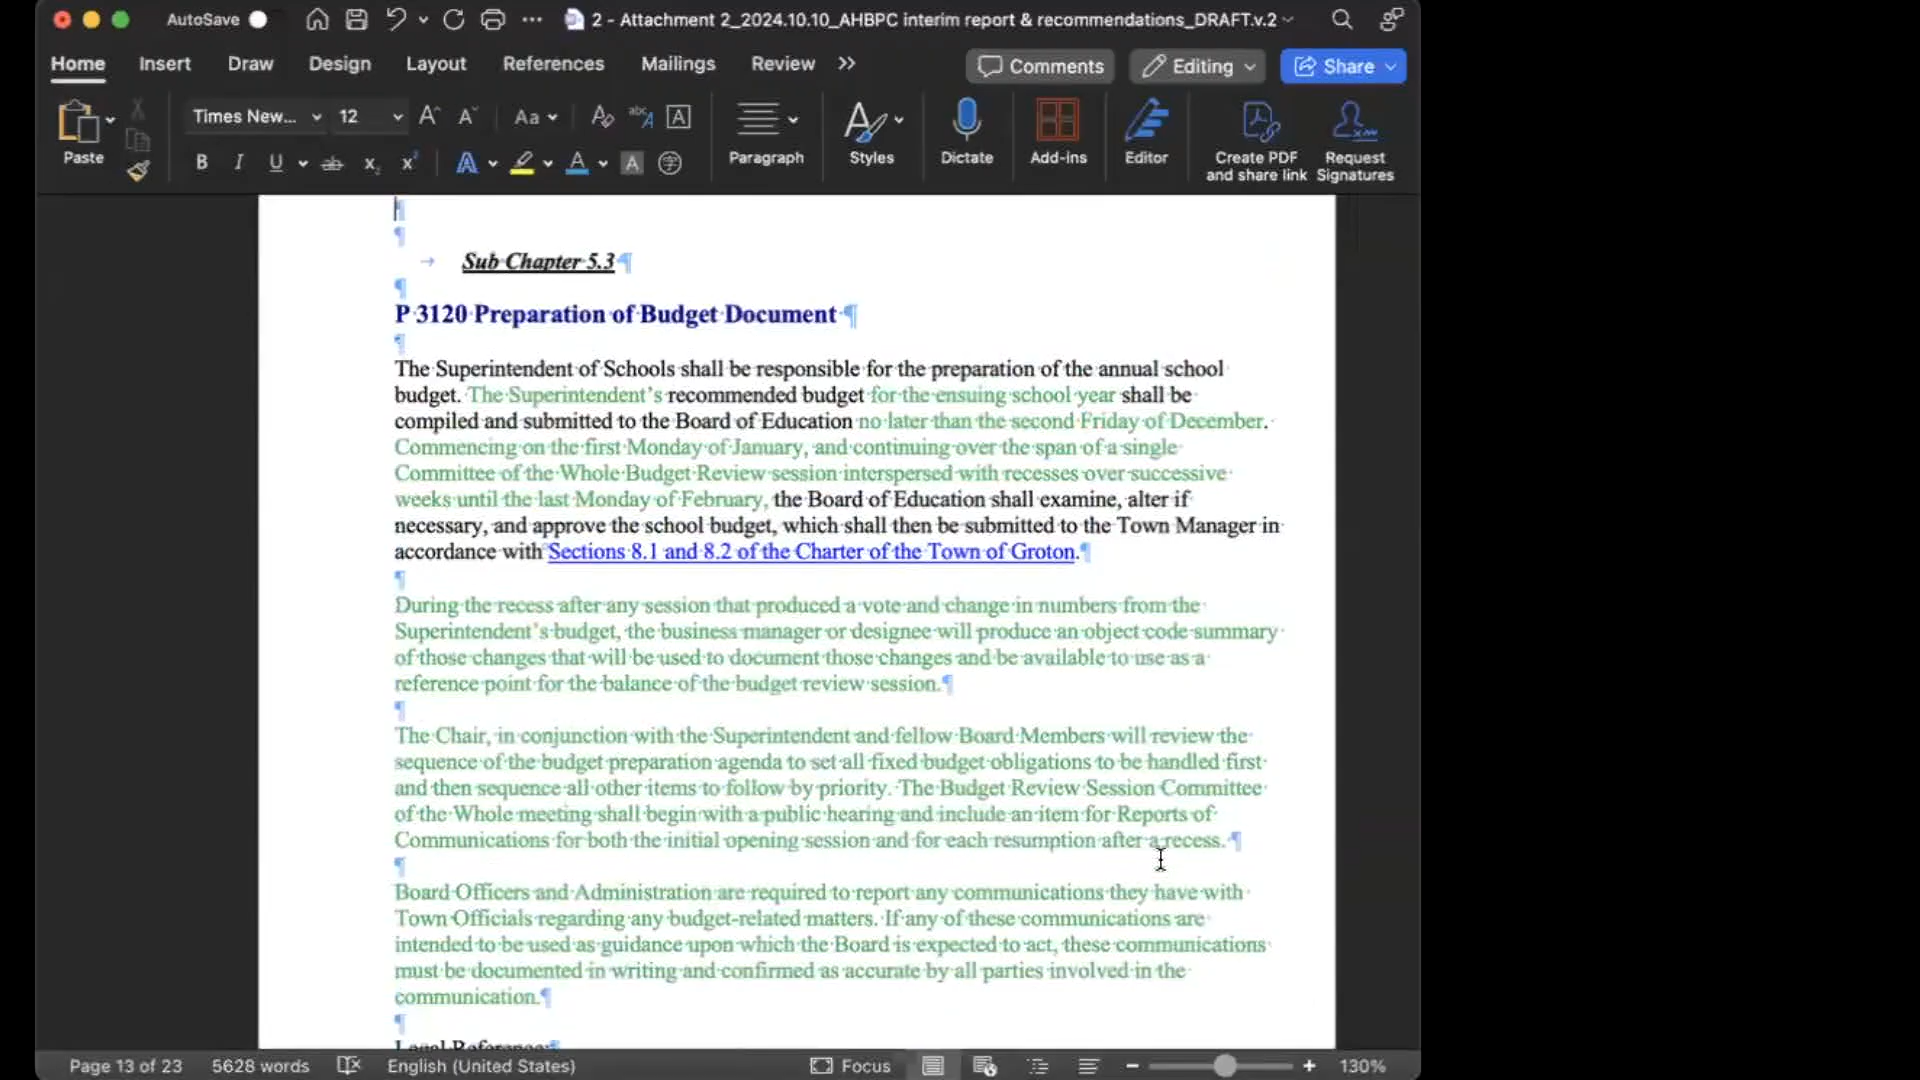 AutoSave
2 - Attachment 2_2024.10.10_AHBPC interim report & recommendations_DRAFT.v.2
Home Insert Draw Design Layout References Mailings Review >> Comments Editing Share
Paste
Times New... 12 Aa
B I U ab x x A A
Paragraph
Styles
Dictate
Add-ins
Editor
Create PDF and share link
Request Signatures
Sub Chapter 5.3
P 3120 Preparation of Budget Document
The Superintendent of Schools shall be responsible for the preparation of the annual school
budget. The Superintendent's recommended budget for the ensuing school year shall be
compiled and submitted to the Board of Education no later than the second Friday of December.
Commencing on the first Monday of January, and continuing over the span of a single
Committee of the Whole Budget Review session interspersed with recesses over successive
weeks until the last Monday of February, the Board of Education shall examine, alter if
necessary, and approve the school budget, which shall then be submitted to the Town Manager in
accordance with Sections 8.1 and 8.2 of the Charter of the Town of Groton.
During the recess after any session that produced a vote and change in numbers from the
Superintendent's budget, the business manager or designee will produce an object code summary
of those changes that will be used to document those changes and be available to use as a
reference point for the balance of the budget review session.
The Chair, in conjunction with the Superintendent and fellow Board Members will review the
sequence of the budget preparation agenda to set all fixed budget obligations to be handled first
and then sequence all other items to follow by priority. The Budget Review Session Committee
of the Whole meeting shall begin with a public hearing and include an item for Reports of
Communications for both the initial opening session and for each resumption after a recess.
Board Officers and Administration are required to report any communications they have with
Town Officials regarding any budget-related matters. If any of these communications are
intended to be used as guidance upon which the Board is expected to act, these communications
must be documented in writing and confirmed as accurate by all parties involved in the
communication.
Legal Reference:
Page 13 of 23 5628 words English (United States) Focus 130%